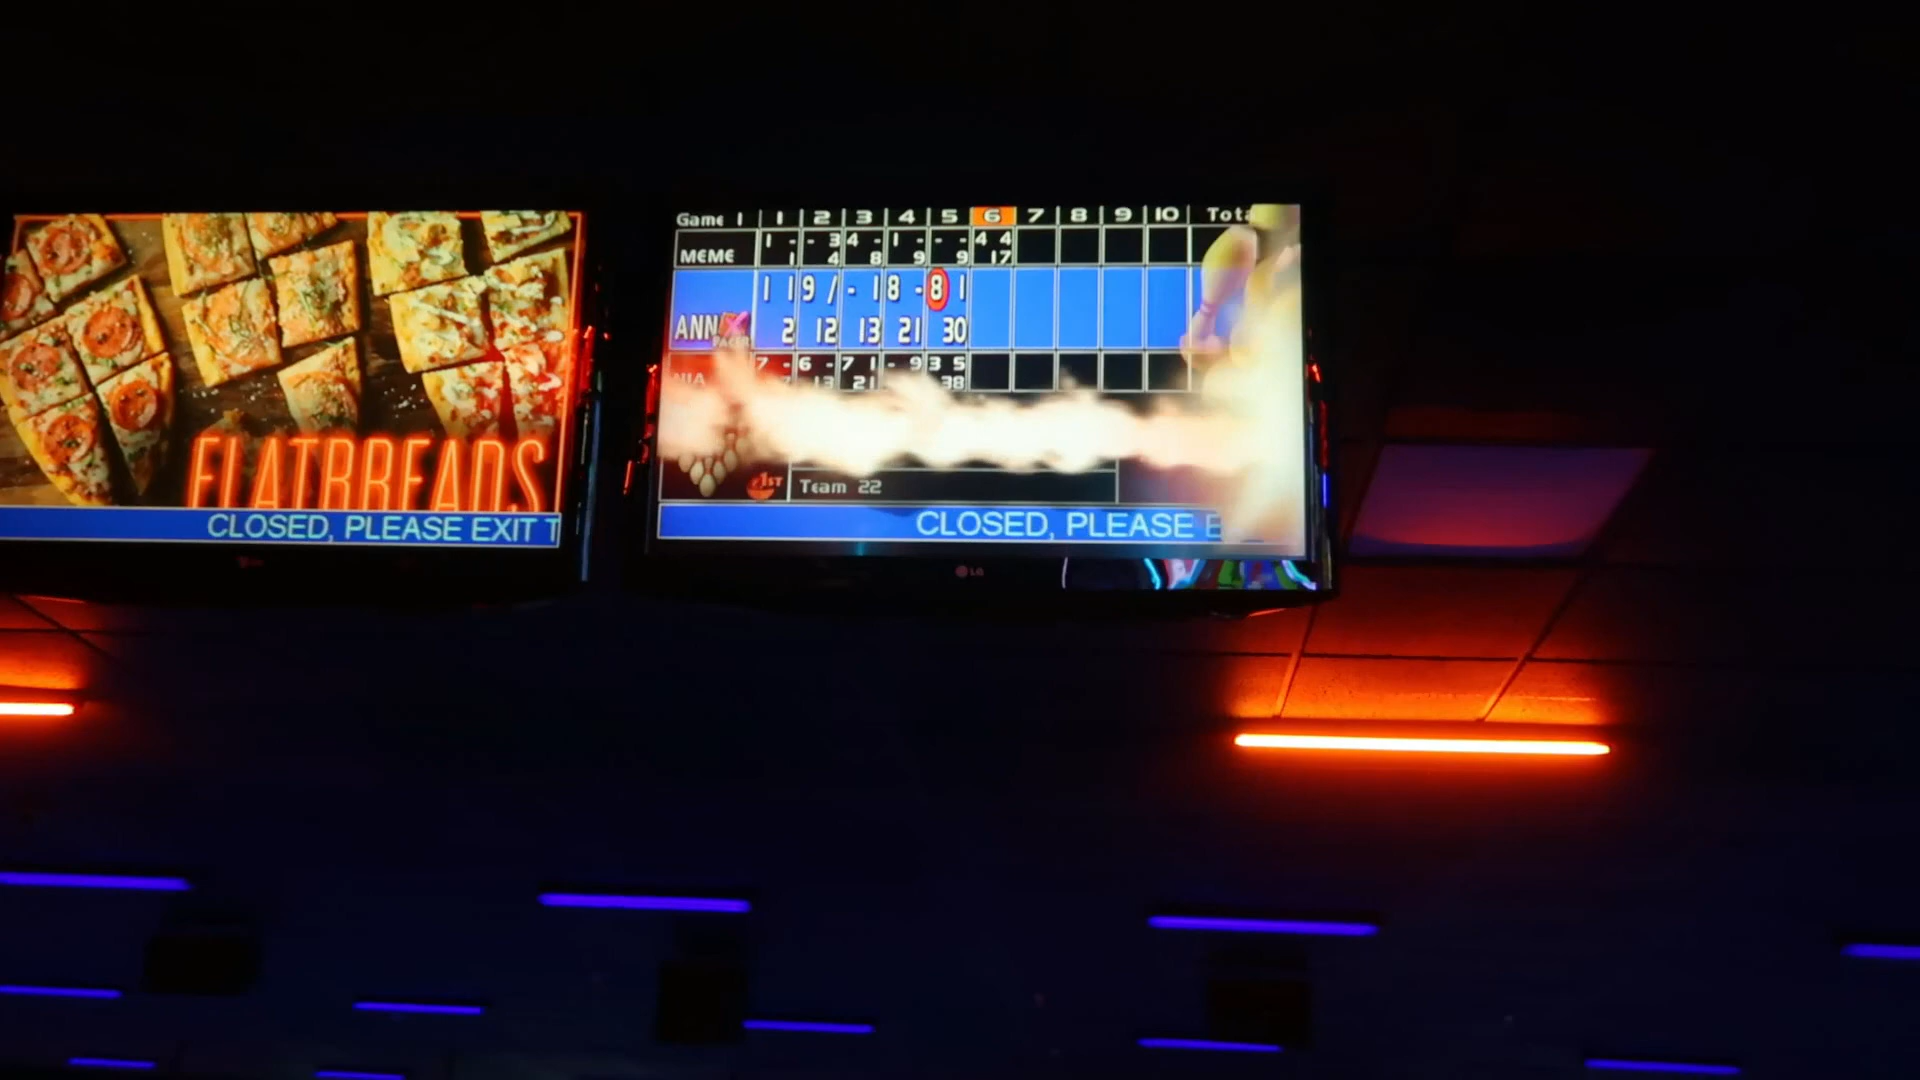 FLATBREADS
CLOSED, PLEASE EXIT T
Game 1 1 2 3 4 5 6 7 8 9 10 Tota
MEME 1 - - 3 4 - 1 - - - 4 4
1 4 8 9 9 17
1 1 9 / - 1 8 - 8 1
ANN 2 12 13 21 30
7 - 6 - 7 1 - 9 3 5
NIA 13 21 38
1ST
Team 22
CLOSED, PLEASE E
LG